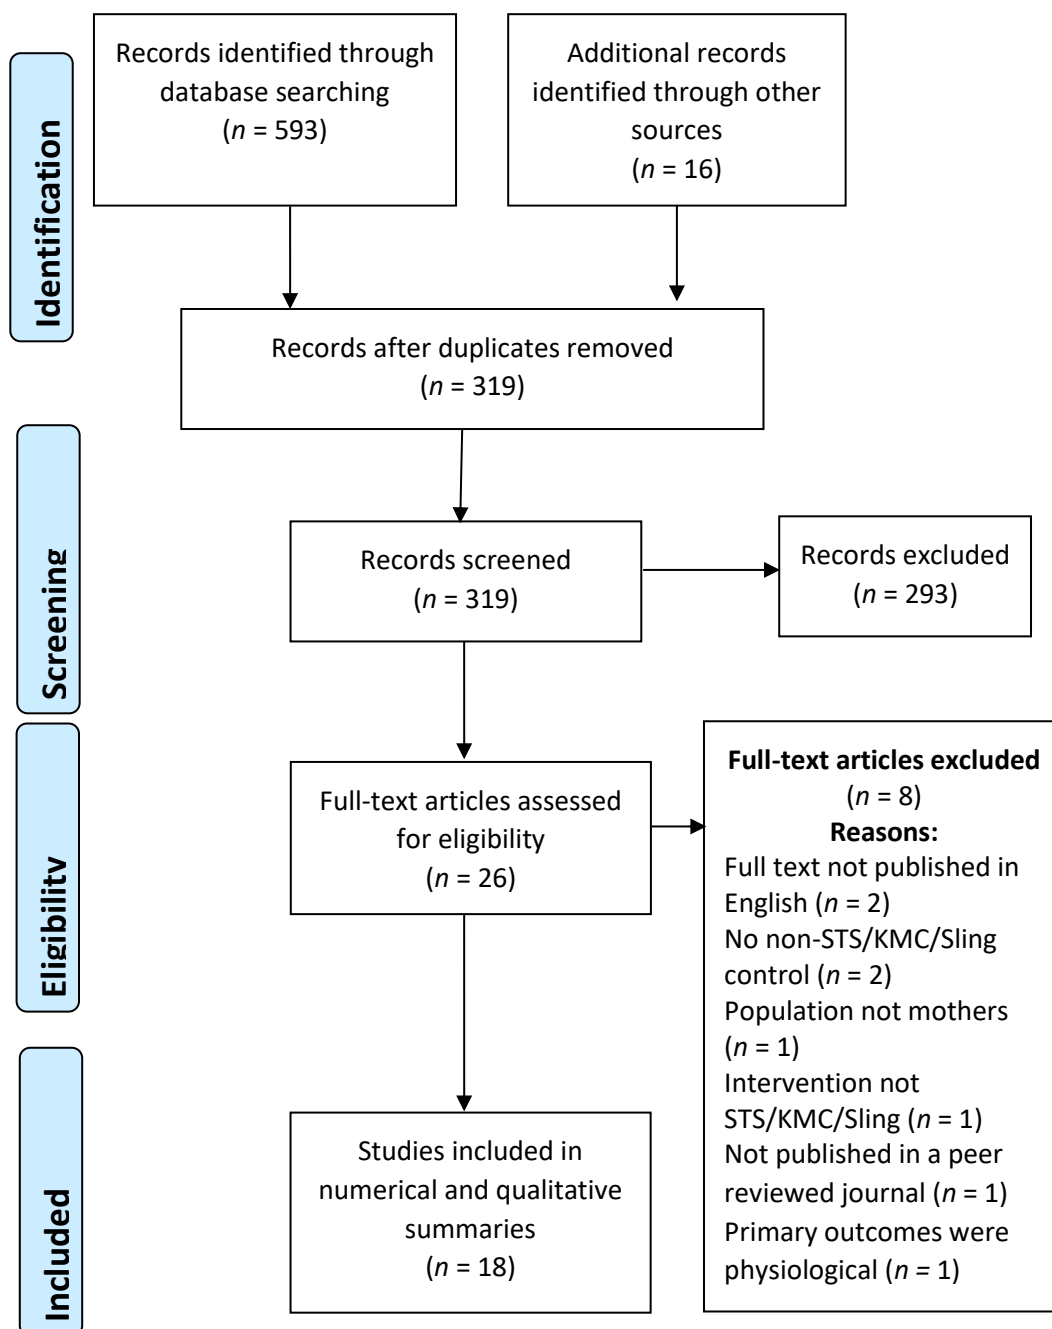 Identification
Records identified through
database searching
(n = 593)
Additional records
identified through other
sources
(n = 16)
Records after duplicates removed
(n = 319)
Screening
Records screened
(n = 319)
Records excluded
(n = 293)
Eligibility
Full-text articles assessed
for eligibility
(n = 26)
Full-text articles excluded
(n = 8)
Reasons:
Full text not published in
English (n = 2)
No non-STS/KMC/Sling
control (n = 2)
Population not mothers
(n = 1)
Intervention not
STS/KMC/Sling (n = 1)
Not published in a peer
reviewed journal (n = 1)
Primary outcomes were
physiological (n = 1)
Included
Studies included in
numerical and qualitative
summaries
(n = 18)